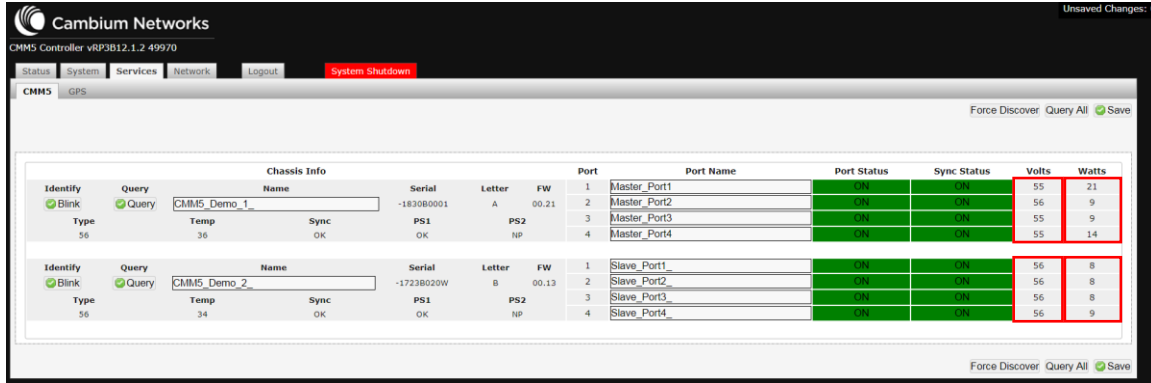 Unsaved Changes:
Cambium Networks
CMM5 Controller vRP3B12.1.2 49970
Status System Services Network Logout System Shutdown
CMM5 GPS
Force Discover Query All Save
Chassis Info Port Port Name Port Status Sync Status Volts Watts
Identify Query Name Serial Letter FW 1 Master_Port1 ON ON 55 21
Blink Query CMM5_Demo_1_ -1830B0001 A 00.21 2 Master_Port2 ON ON 56 9
Type Temp Sync PS1 PS2 3 Master_Port3 ON ON 55 9
56 36 OK OK NP 4 Master_Port4 ON ON 55 14
Identify Query Name Serial Letter FW 1 Slave_Port1_ ON ON 56 8
Blink Query CMM5_Demo_2_ -1723B020W B 00.13 2 Slave_Port2_ ON ON 56 8
Type Temp Sync PS1 PS2 3 Slave_Port3_ ON ON 56 8
56 34 OK OK NP 4 Slave_Port4_ ON ON 56 9
Force Discover Query All Save